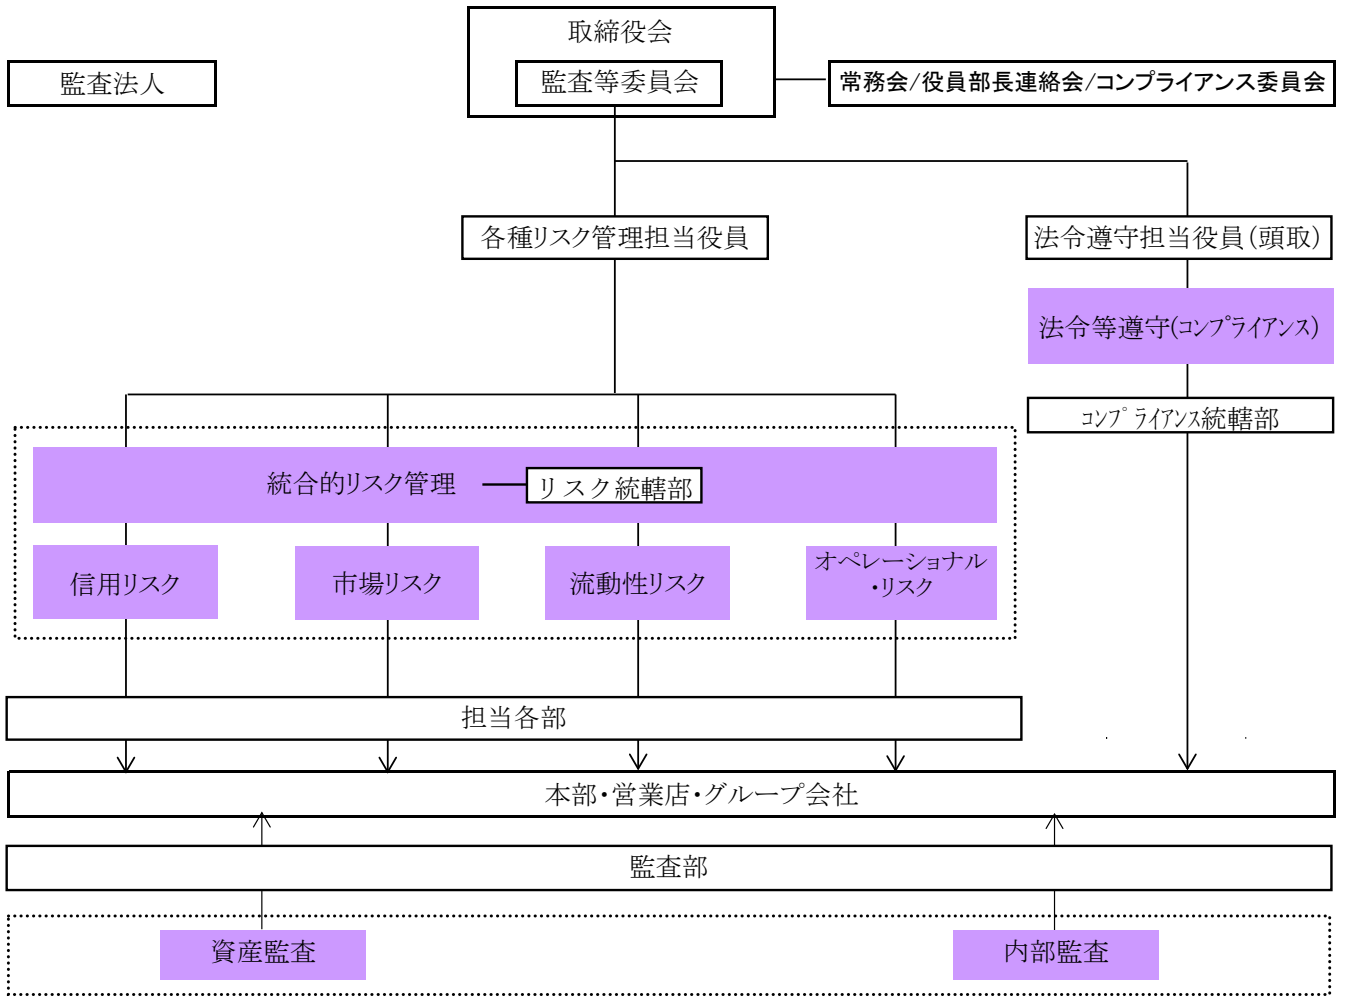 取締役会
監査法人
監査等委員会
常務会/役員部長連絡会/コンプライアンス委員会
各種リスク管理担当役員
法令遵守担当役員(頭取)
法令等遵守(コンプライアンス)
コンプライアンス統轄部
統合的リスク管理
リスク統轄部
信用リスク
市場リスク
流動性リスク
オペレーショナル
・リスク
担当各部
本部・営業店・グループ会社
監査部
資産監査
内部監査